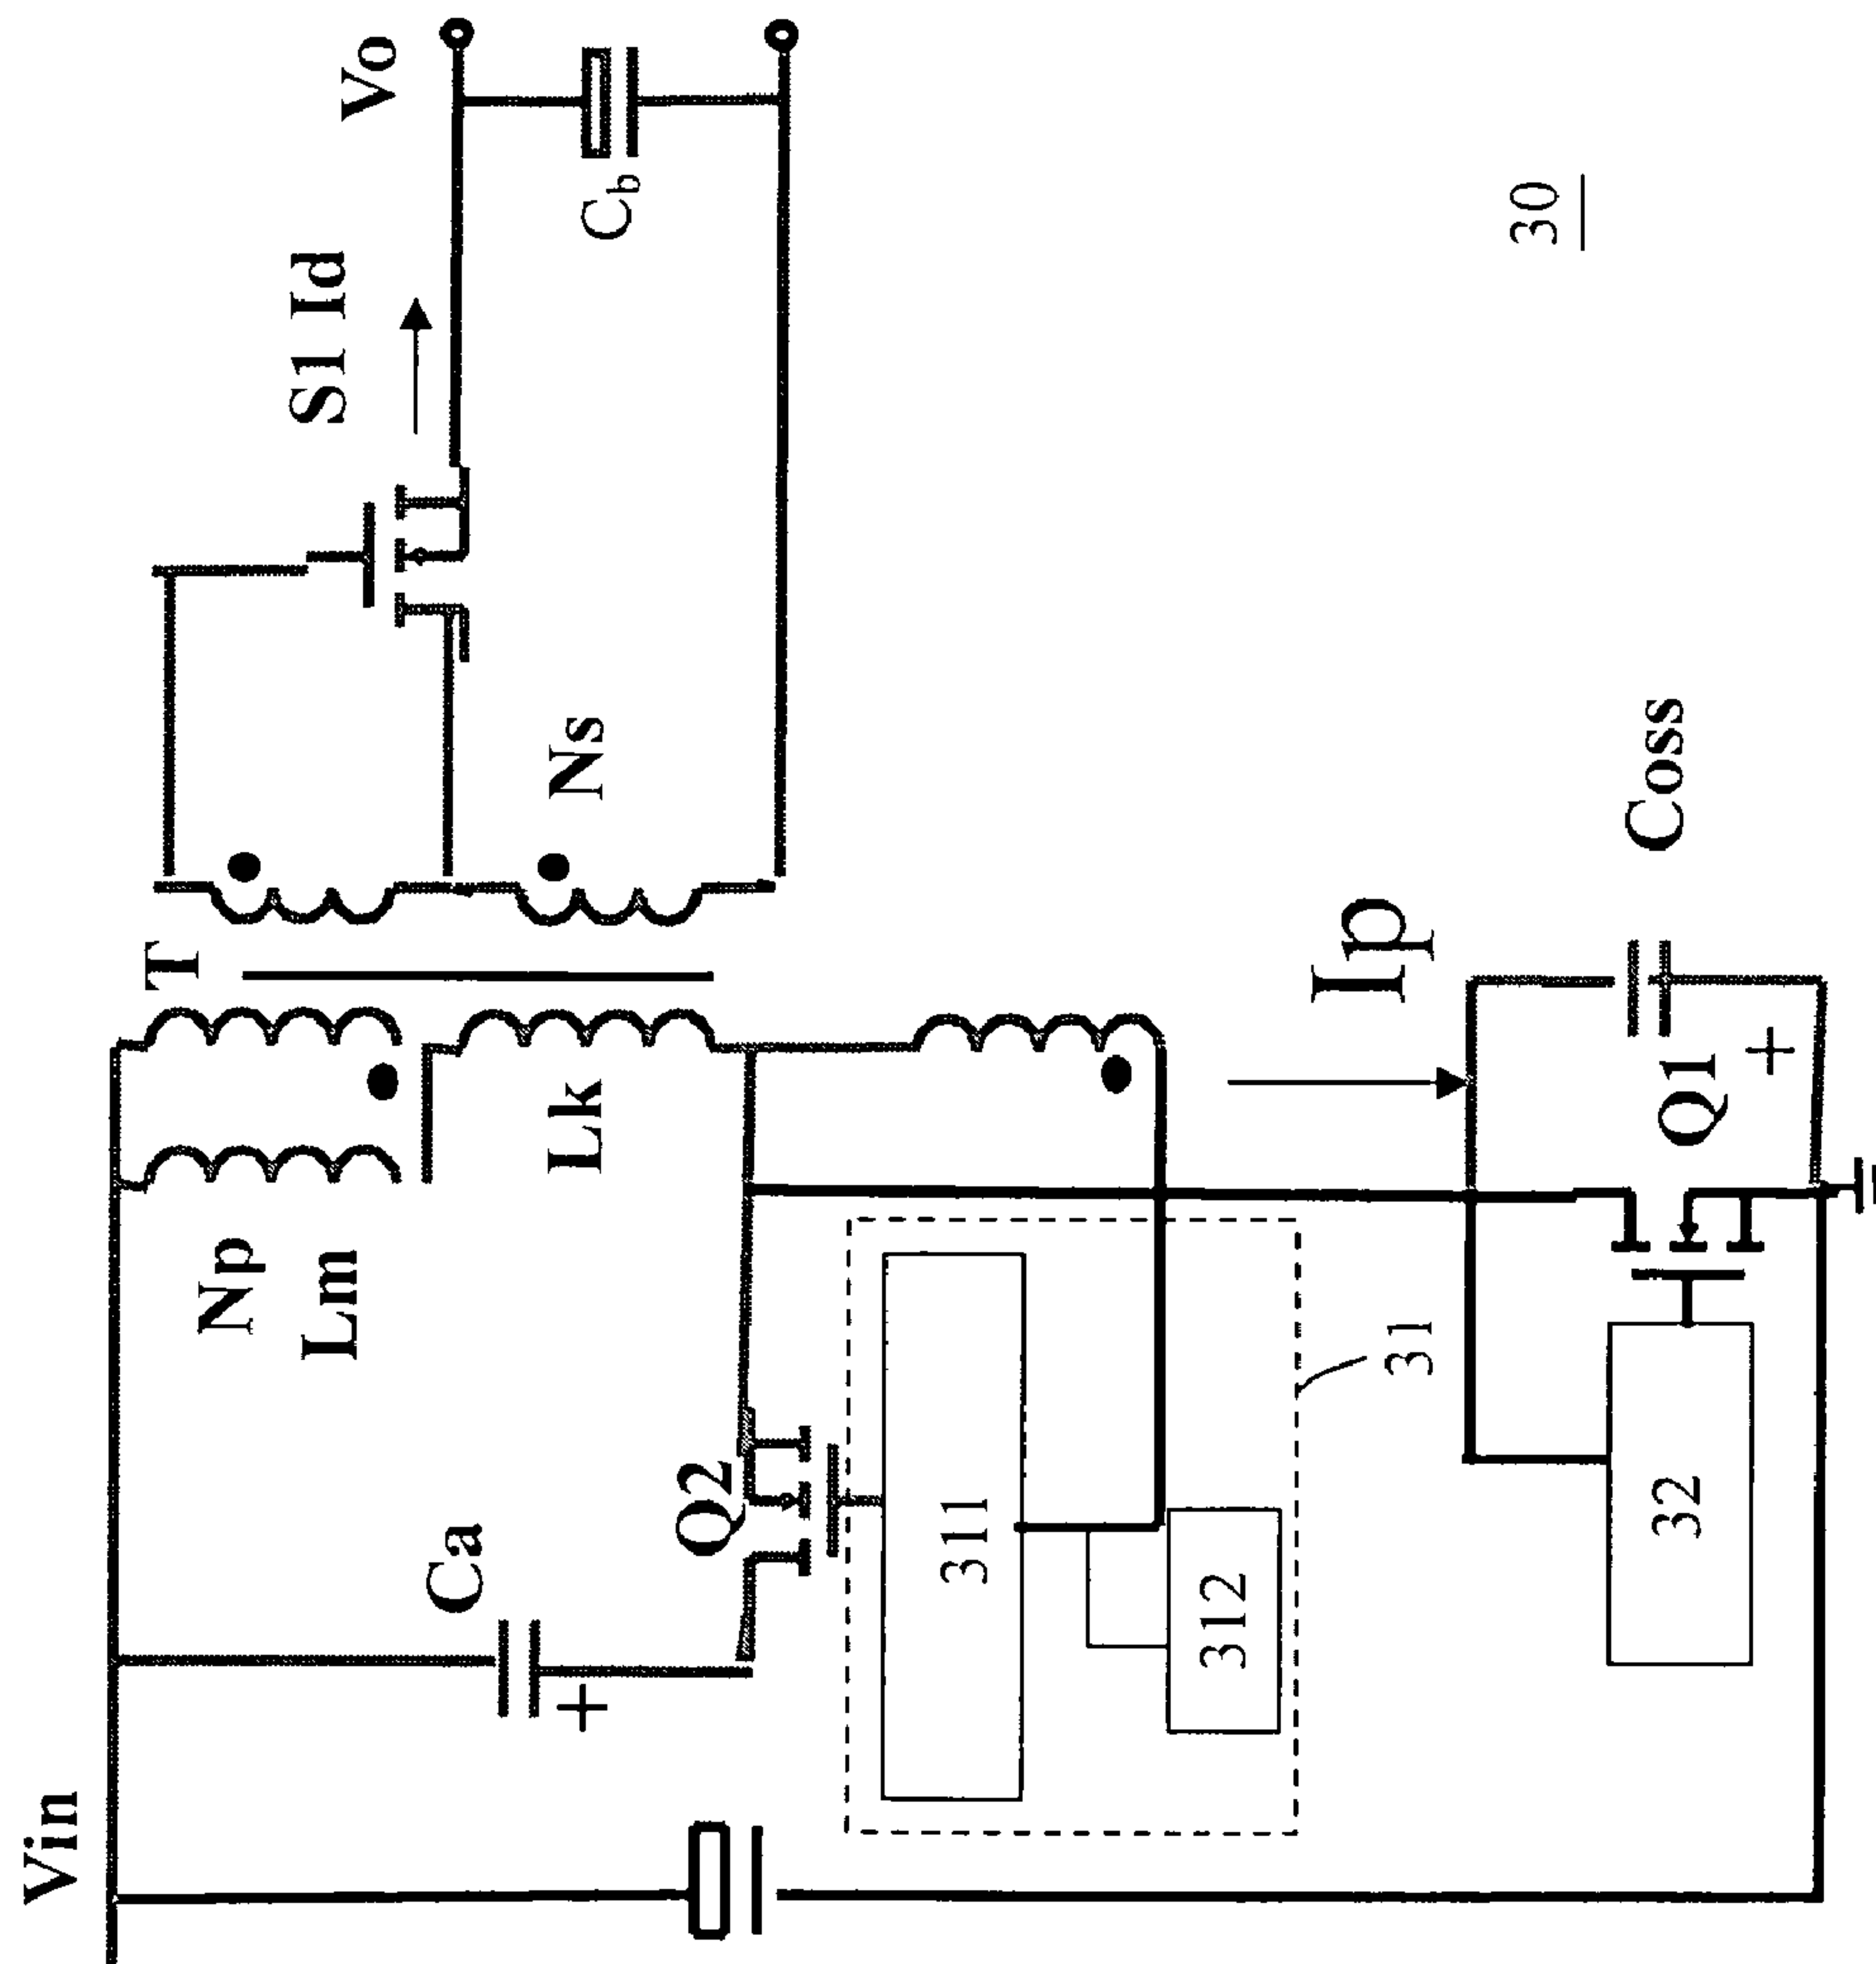 Vin
Ca
Np
Lm
T
Lk
Ns
S1 Id
Vo
Cb
Q2
311
312
31
Ip
32
Q1
+
+
Coss
30